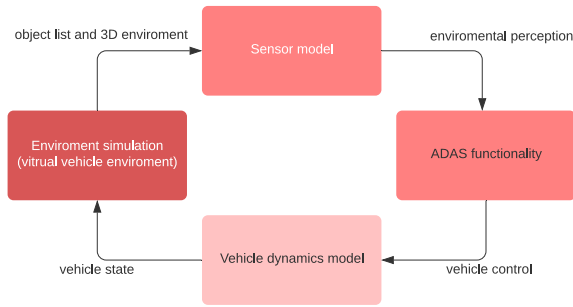 object list and 3D enviroment
Sensor model
enviromental perception
Enviroment simulation
(vitrual vehicle enviroment)
ADAS functionality
vehicle state
Vehicle dynamics model
vehicle control